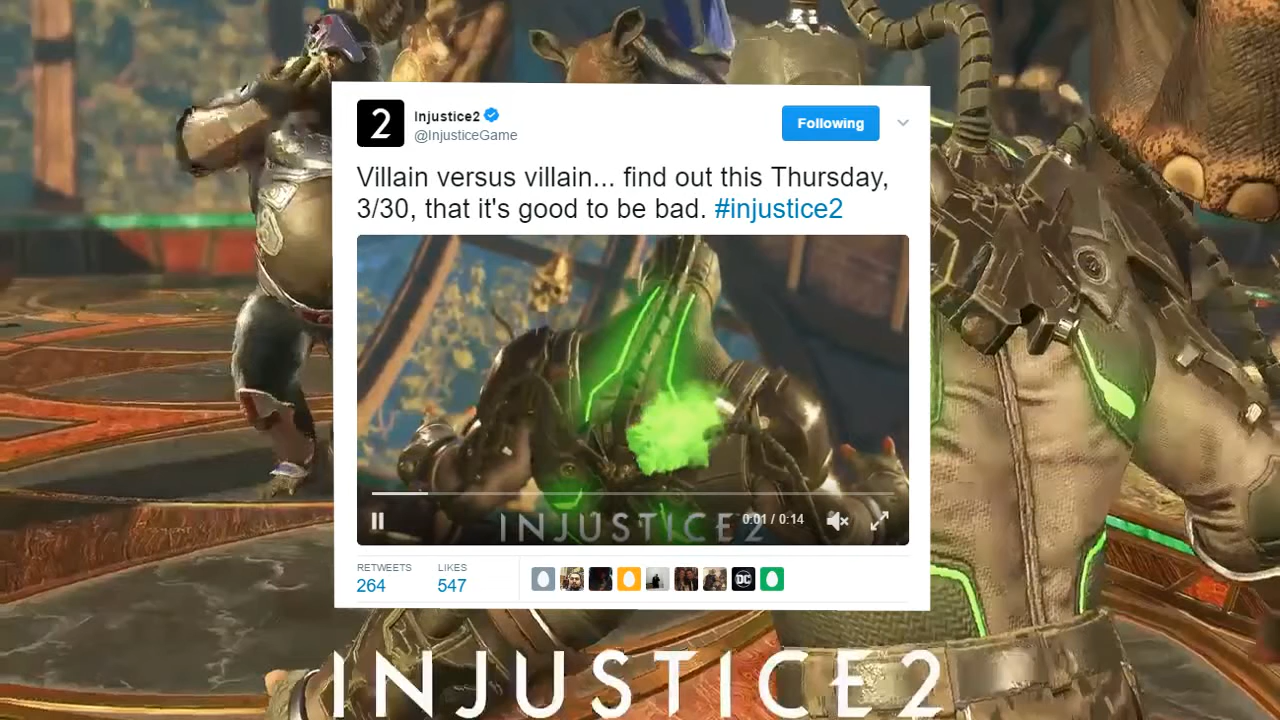 2
Injustice2
@InjusticeGame
Following
Villain versus villain... find out this Thursday,
3/30, that it's good to be bad. #injustice2
INJUSTICE 2
0:01 / 0:14
RETWEETS LIKES
264 547
DC
INJUSTICE 2